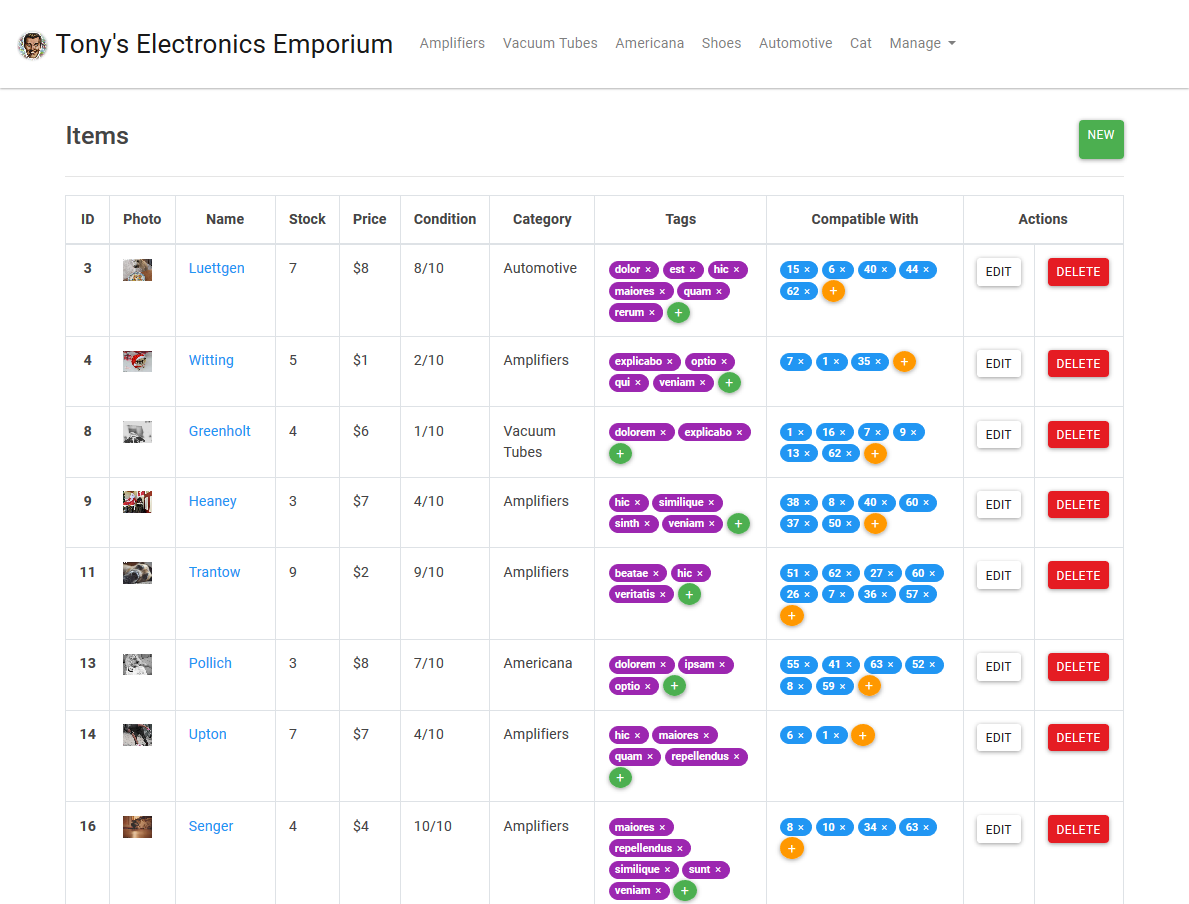 Tony's Electronics Emporium Amplifiers Vacuum Tubes Americana Shoes Automotive Cat Manage
Items NEW
ID Photo Name Stock Price Condition Category Tags Compatible With Actions
3 Luettgen 7 $8 8/10 Automotive dolor × est × hic × 15 × 6 × 40 × 44 × EDIT DELETE
maiores × quam × 62 × +
rerum × +
4 Witting 5 $1 2/10 Amplifiers explicabo × optio × 7 × 1 × 35 × + EDIT DELETE
qui × veniam × +
8 Greenholt 4 $6 1/10 Vacuum dolorem × explicabo × 1 × 16 × 7 × 9 × EDIT DELETE
Tubes + 13 × 62 × +
9 Heaney 3 $7 4/10 Amplifiers hic × similique × 38 × 8 × 40 × 60 × EDIT DELETE
sinth × veniam × + 37 × 50 × +
11 Trantow 9 $2 9/10 Amplifiers beatae × hic × 51 × 62 × 27 × 60 × EDIT DELETE
veritatis × + 26 × 7 × 36 × 57 ×
+
13 Pollich 3 $8 7/10 Americana dolorem × ipsam × 55 × 41 × 63 × 52 × EDIT DELETE
optio × + 8 × 59 × +
14 Upton 7 $7 4/10 Amplifiers hic × maiores × 6 × 1 × + EDIT DELETE
quam × repellendus ×
+
16 Senger 4 $4 10/10 Amplifiers maiores × 8 × 10 × 34 × 63 × EDIT DELETE
repellendus × +
similique × sunt ×
veniam × +